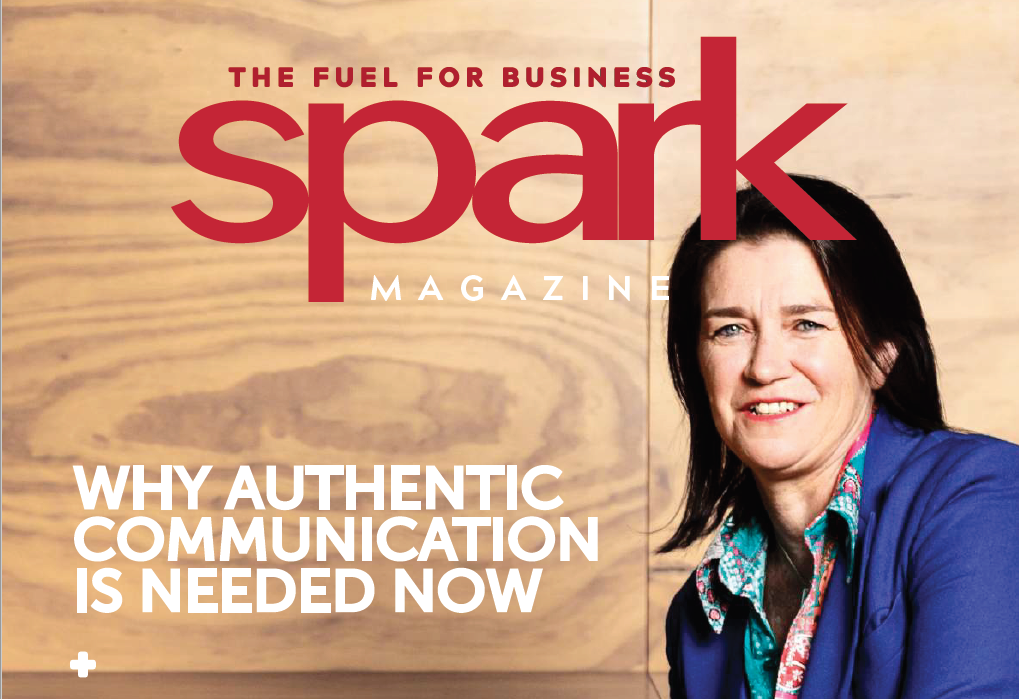 THE FUEL FOR BUSINESS
spark
MAGAZINE
WHY AUTHENTIC
COMMUNICATION
IS NEEDED NOW